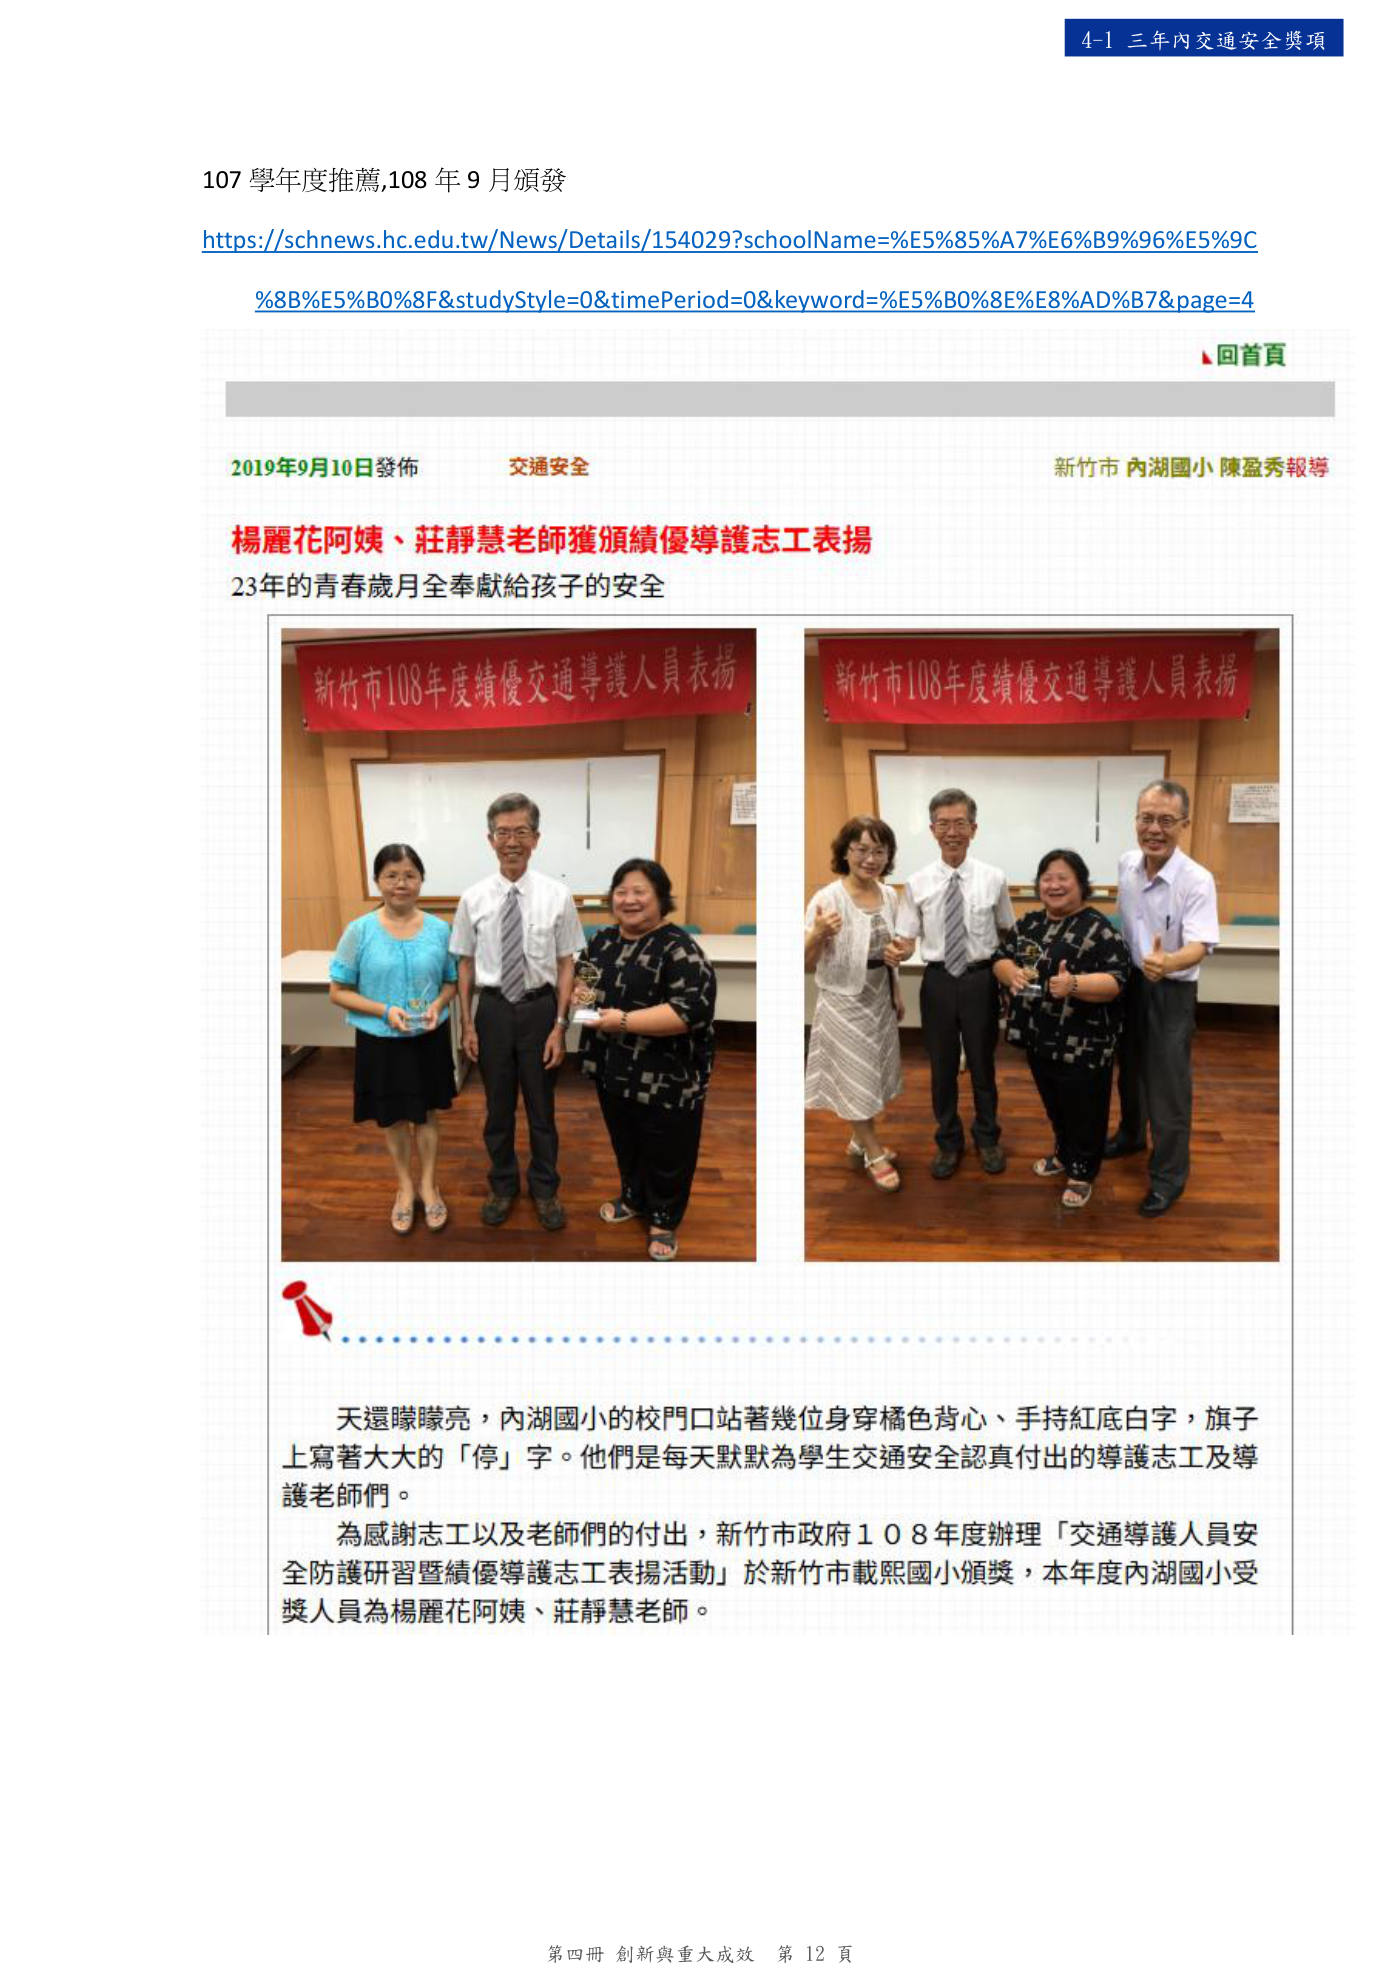 4-1 三年內交通安全獎項
107 學年度推薦,108 年 9 月頒發
https://schnews.hc.edu.tw/News/Details/154029?schoolName=%E5%85%A7%E6%B9%96%E5%9C
%8B%E5%B0%8F&studyStyle=0&timePeriod=0&keyword=%E5%B0%8E%E8%AD%B7&page=4
回首頁
2019年9月10日發佈 交通安全 新竹市 內湖國小 陳盈秀報導
楊麗花阿姨、莊靜慧老師獲頒績優導護志工表揚
23年的青春歲月全奉獻給孩子的安全
新竹市108年度績優交通導護人員表揚
新竹市108年度績優交通導護人員表揚
天還矇矇亮，內湖國小的校門口站著幾位身穿橘色背心、手持紅底白字，旗子
上寫著大大的「停」字。他們是每天默默為學生交通安全認真付出的導護志工及導
護老師們。
為感謝志工以及老師們的付出，新竹市政府１０８年度辦理「交通導護人員安
全防護研習暨績優導護志工表揚活動」於新竹市載熙國小頒獎，本年度內湖國小受
獎人員為楊麗花阿姨、莊靜慧老師。
第四冊 創新與重大成效 第 12 頁